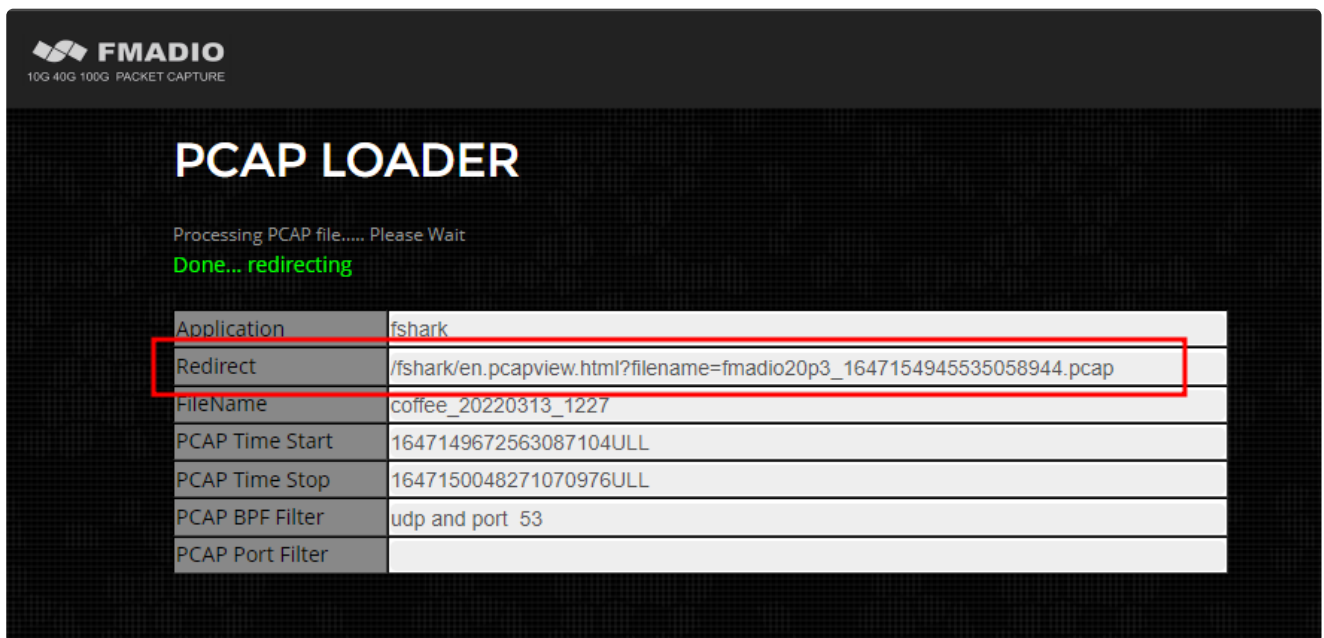 FMADIO
10G 40G 100G PACKET CAPTURE
PCAP LOADER
Processing PCAP file..... Please Wait
Done... redirecting
Application fshark
Redirect /fshark/en.pcapview.html?filename=fmadio20p3_1647154945535058944.pcap
FileName coffee_20220313_1227
PCAP Time Start 1647149672563087104ULL
PCAP Time Stop 1647150048271070976ULL
PCAP BPF Filter udp and port  53
PCAP Port Filter